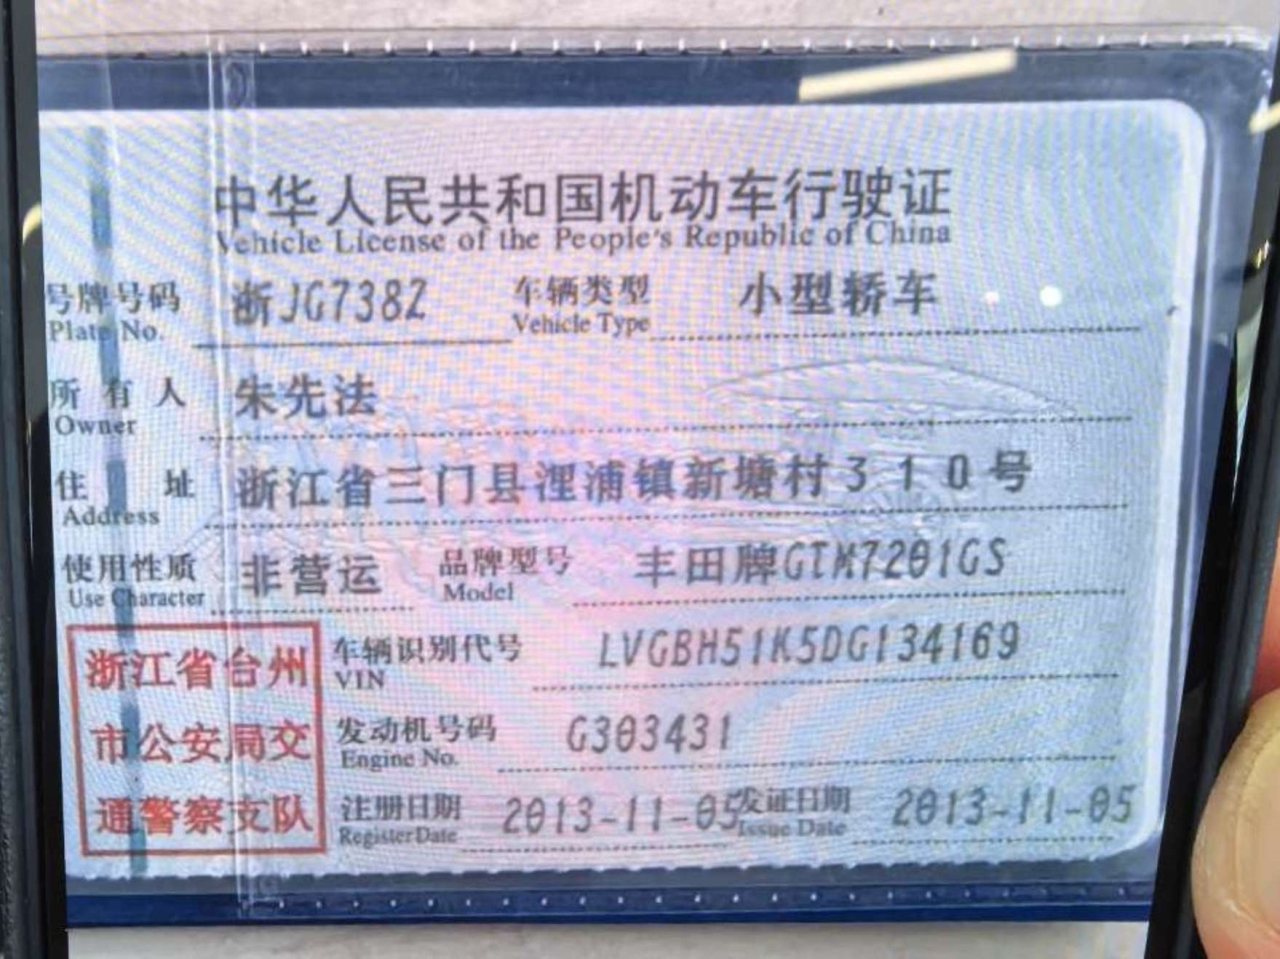 中华人民共和国机动车行驶证
Vehicle License of the People's Republic of China
号牌号码 浙JG738Z 车辆类型 小型轿车
Plate No. Vehicle Type
所有人 朱先法
Owner
住址 浙江省三门县浬浦镇新塘村310号
Address
使用性质 非营运 品牌型号 丰田牌GTM7201GS
Use Character Model
浙江省台州
市公安局交
通警察支队
车辆识别代号 LVGBH51K5DG134169
VIN
发动机号码 G303431
Engine No.
注册日期 2013-11-05 发证日期 2013-11-05
Register Date Issue Date